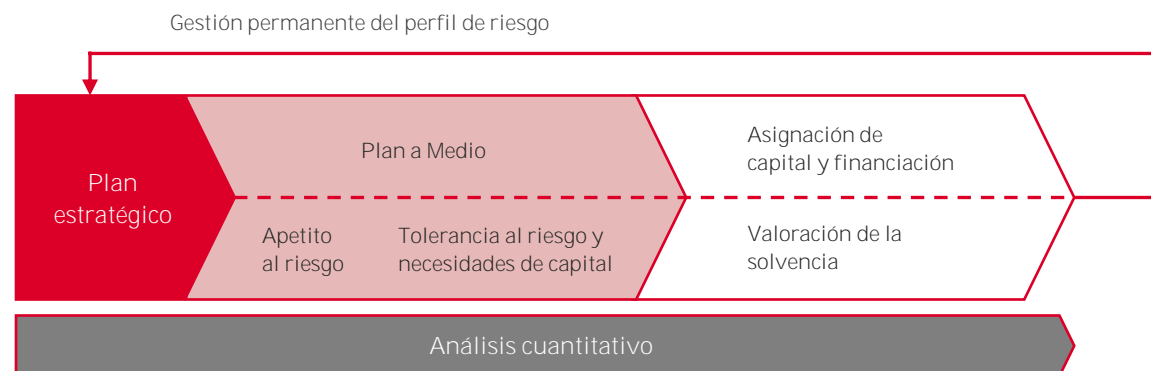 Gestión permanente del perfil de riesgo
Plan
estratégico
Plan a Medio
Apetito
al riesgo
Tolerancia al riesgo y
necesidades de capital
Asignación de
capital y financiación
Valoración de la
solvencia
Análisis cuantitativo